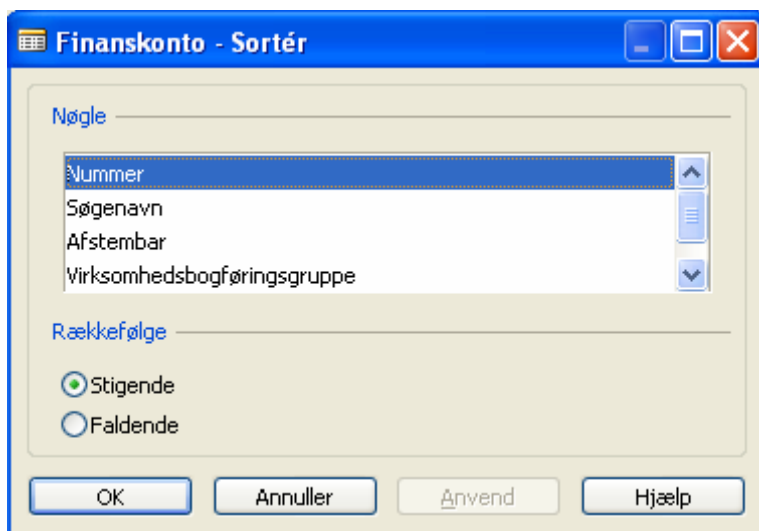 Finanskonto - Sortér
Nøgle
Nummer
Søgenavn
Afstembar
Virksomhedsbogføringsgruppe
Rækkefølge
Stigende
Faldende
OK Annuller Anvend Hjælp